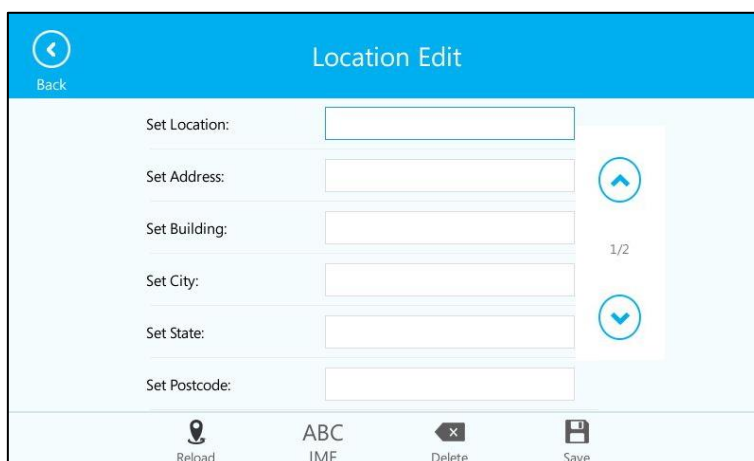 Location Edit
Back
Set Location:
Set Address:
Set Building:
1/2
Set City:
Set State:
Set Postcode:
ABC
Reload
IME
Delete
Save